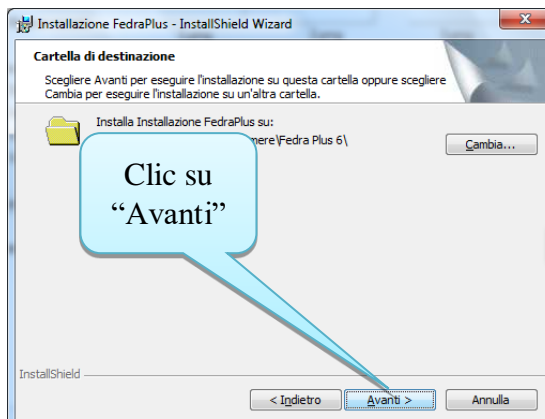 Installazione FedraPlus - InstallShield Wizard
Cartella di destinazione
Scegliere Avanti per eseguire l'installazione su questa cartella oppure scegliere
Cambia per eseguire l'installazione su un'altra cartella.
Installa Installazione FedraPlus su:
mere\Fedra Plus 6\
Cambia...
Clic su
“Avanti”
InstallShield
< Indietro
Avanti >
Annulla